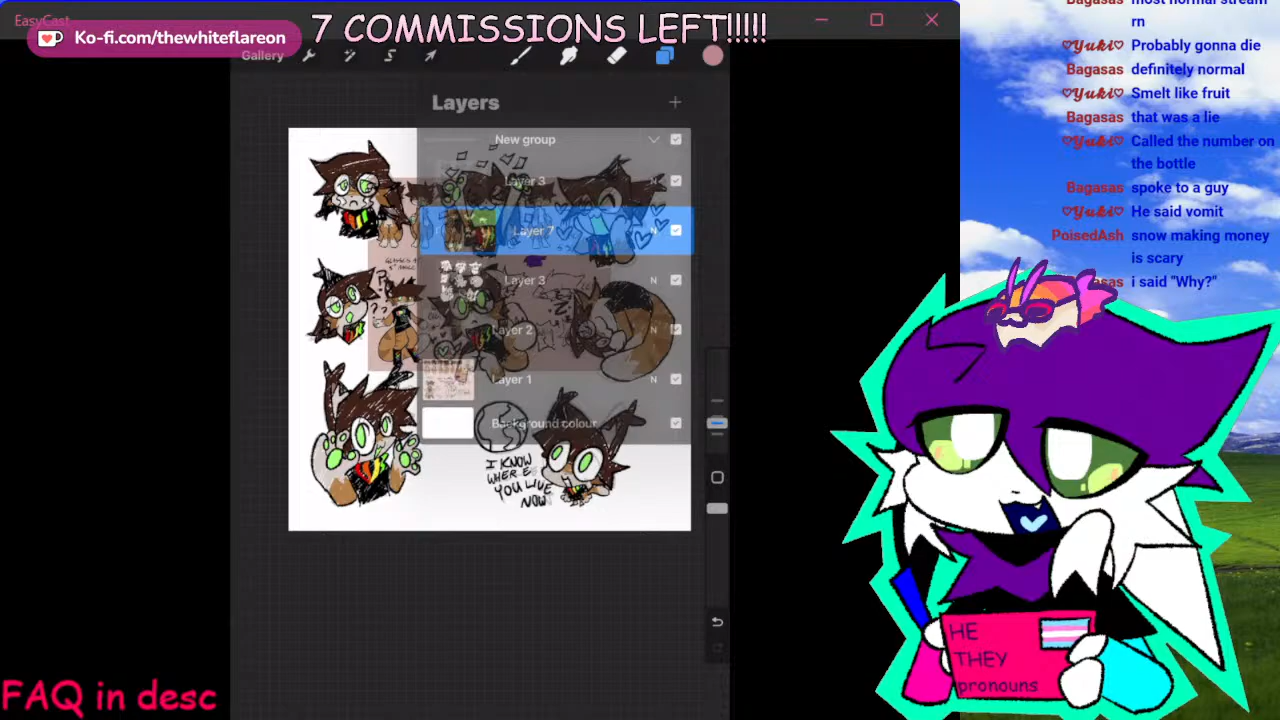 EasyCast
Ko-fi.com/thewhiteflareon
7 COMMISSIONS LEFT!!!!!
Gallery
Layers
New group
Layer 3
N
Layer 7
N
Layer 3
N
Layer 2
N
Layer 1
N
Background colour
I KNOW
WHERE
YOU LIVE
NOW
Bagasas most normal stream
rn
♡Yuki♡ Probably gonna die
Bagasas definitely normal
♡Yuki♡ Smelt like fruit
Bagasas that was a lie
♡Yuki♡ Called the number on
the bottle
Bagasas spoke to a guy
♡Yuki♡ He said vomit
PoisedAsh snow making money
is scary
i said "Why?"
HE
THEY
pronouns
FAQ in desc